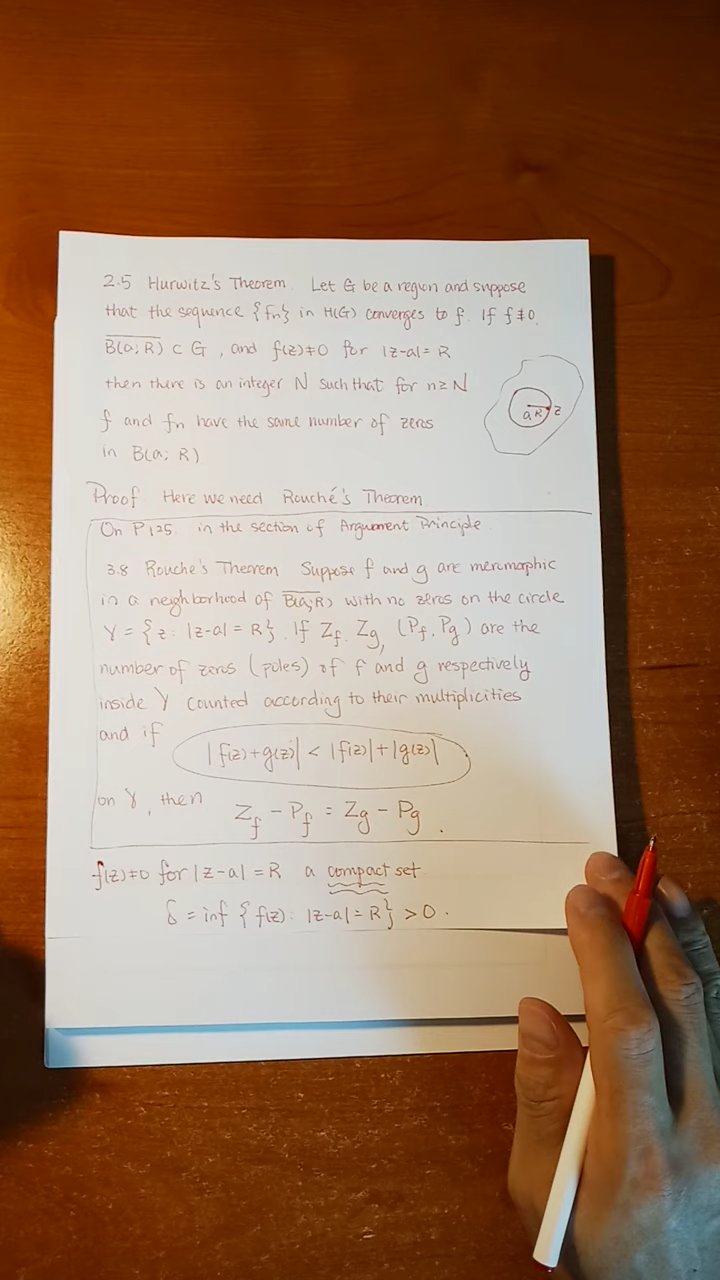 2.5 Hurwitz's Theorem. Let G be a region and suppose
that the sequence {fn} in H(G) converges to f. If f≢0,
B(a;R) ⊂ G, and f(z)≠0 for |z-a|=R
then there is an integer N such that for n≥N
f and fn have the same number of zeros
in B(a;R)
a R z
Proof Here we need Rouché's Theorem
On P125 in the section of Argument Principle
3.8 Rouche's Theorem Suppose f and g are meromorphic
in a neighborhood of B(a;R) with no zeros on the circle
γ = {z: |z-a|=R}. If Zf, Zg, (Pf, Pg) are the
number of zeros (poles) of f and g respectively
inside γ counted according to their multiplicities
and if
|f(z)+g(z)| < |f(z)|+|g(z)|
on γ, then Zf - Pf = Zg - Pg.
f(z)≠0 for |z-a|=R a compact set
δ = inf {f(z): |z-a|=R} > 0.